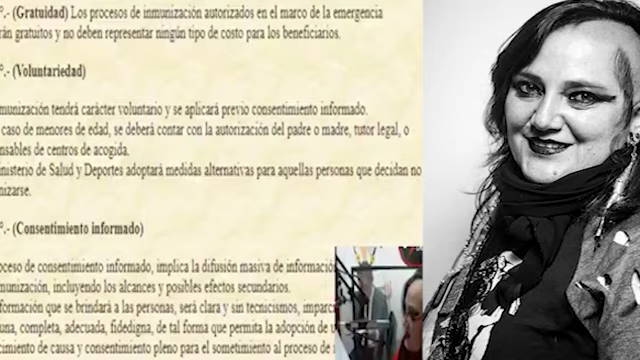 °.- (Gratuidad) Los procesos de inmunización autorizados en el marco de la emergencia
rán gratuitos y no deben representar ningún tipo de costo para los beneficiarios.
°.- (Voluntariedad)
munización tendrá carácter voluntario y se aplicará previo consentimiento informado.
caso de menores de edad, se deberá contar con la autorización del padre o madre, tutor legal, o
nsables de centros de acogida.
inisterio de Salud y Deportes adoptará medidas alternativas para aquellas personas que decidan no
nizarse.
°.- (Consentimiento informado)
oceso de consentimiento informado, implica la difusión masiva de información
munización, incluyendo los alcances y posibles efectos secundarios.
formación que se brindará a las personas, será clara y sin tecnicismos, imparci
una, completa, adecuada, fidedigna, de tal forma que permita la adopción de u
cimiento de causa y consentimiento pleno para el sometimiento al proceso de